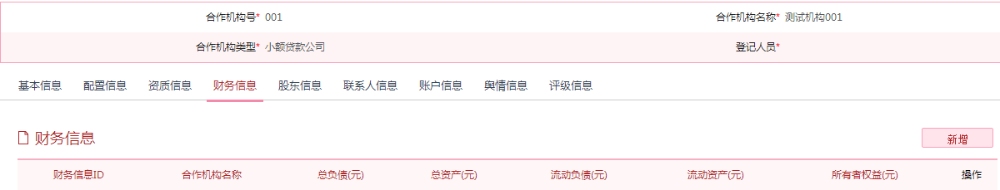 合作机构号* 001 合作机构名称* 测试机构001
合作机构类型* 小额贷款公司 登记人员*
基本信息 配置信息 资质信息 财务信息 股东信息 联系人信息 账户信息 舆情信息 评级信息
财务信息 新增
财务信息ID 合作机构名称 总负债(元) 总资产(元) 流动负债(元) 流动资产(元) 所有者权益(元) 操作